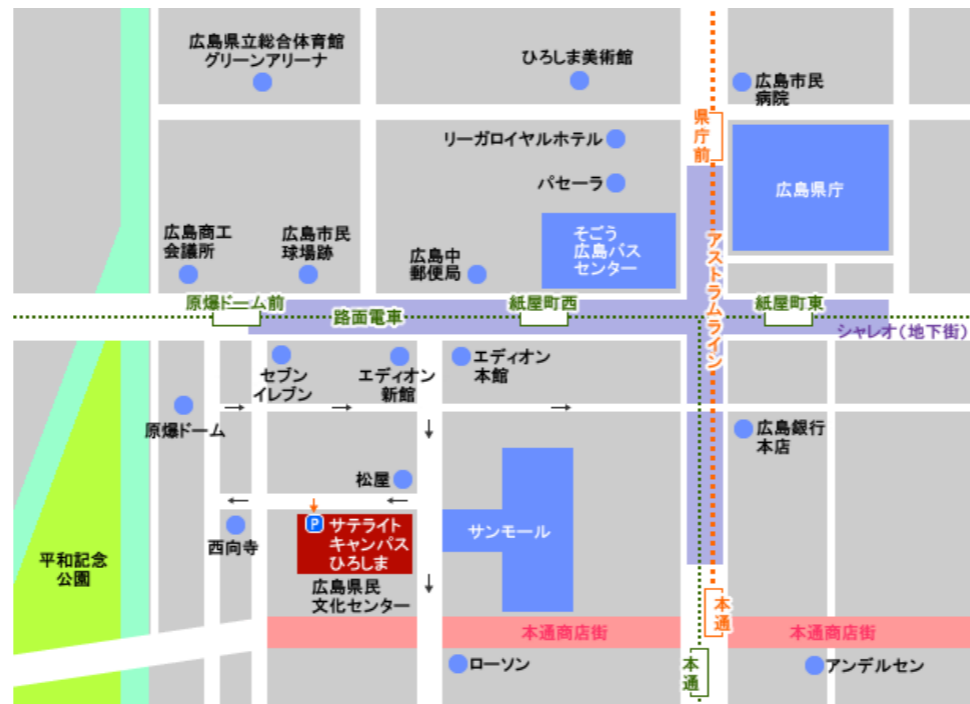 広島県立総合体育館
グリーンアリーナ
ひろしま美術館
広島市民
病院
県庁前
リーガロイヤルホテル
パセーラ
広島県庁
広島商工
会議所
広島市民
球場跡
広島中
郵便局
そごう
広島バス
センター
アストラムライン
原爆ドーム前
路面電車
紙屋町西
紙屋町東
シャレオ(地下街)
セブン
イレブン
エディオン
新館
エディオン
本館
原爆ドーム
広島銀行
本店
松屋
西向寺
P
サテライト
キャンパス
ひろしま
サンモール
平和記念
公園
広島県民
文化センター
本通
本通商店街
本通商店街
ローソン
本通
アンデルセン